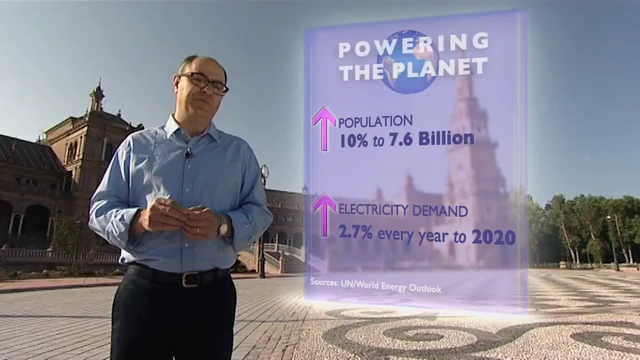 POWERING
THE PLANET
POPULATION
10% to 7.6 Billion
ELECTRICITY DEMAND
2.7% every year to 2020
Sources: UN/World Energy Outlook